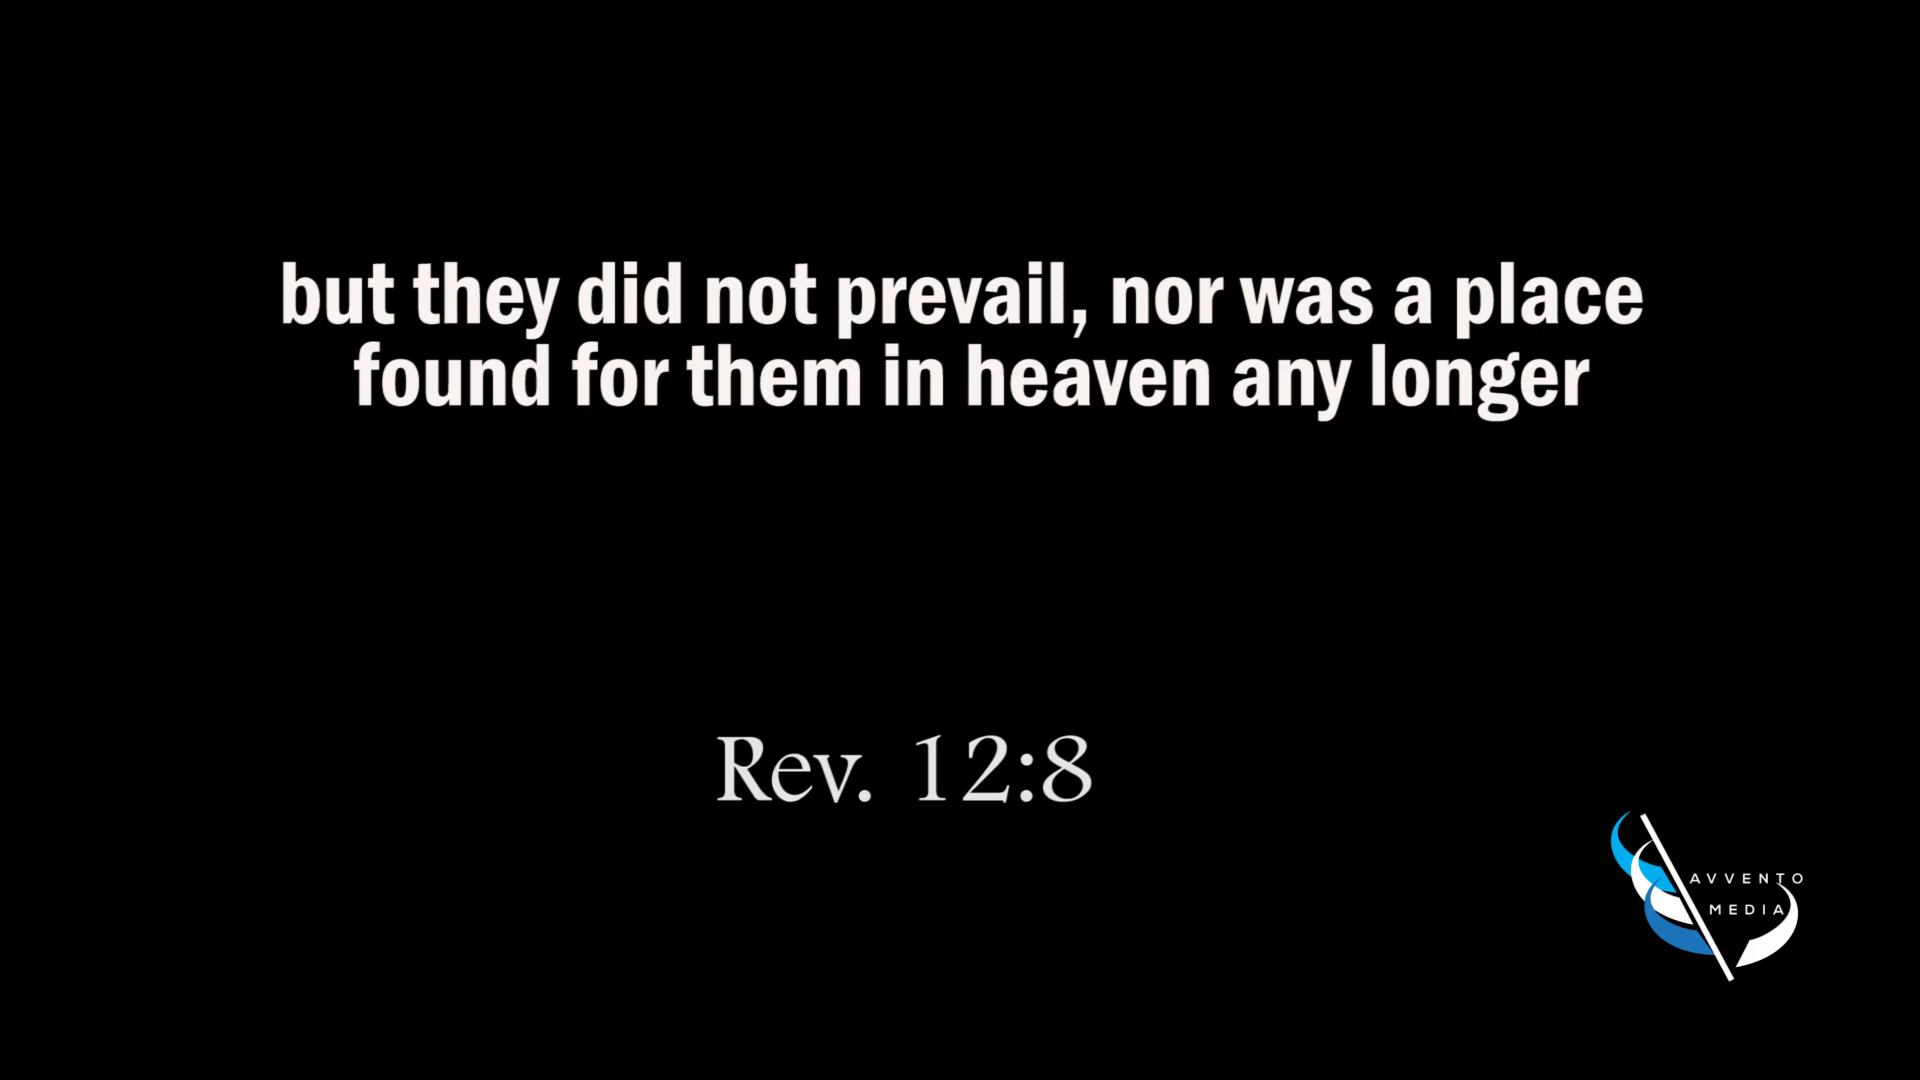 but they did not prevail, nor was a place
found for them in heaven any longer
Rev. 12:8
AVVENTO
MEDIA